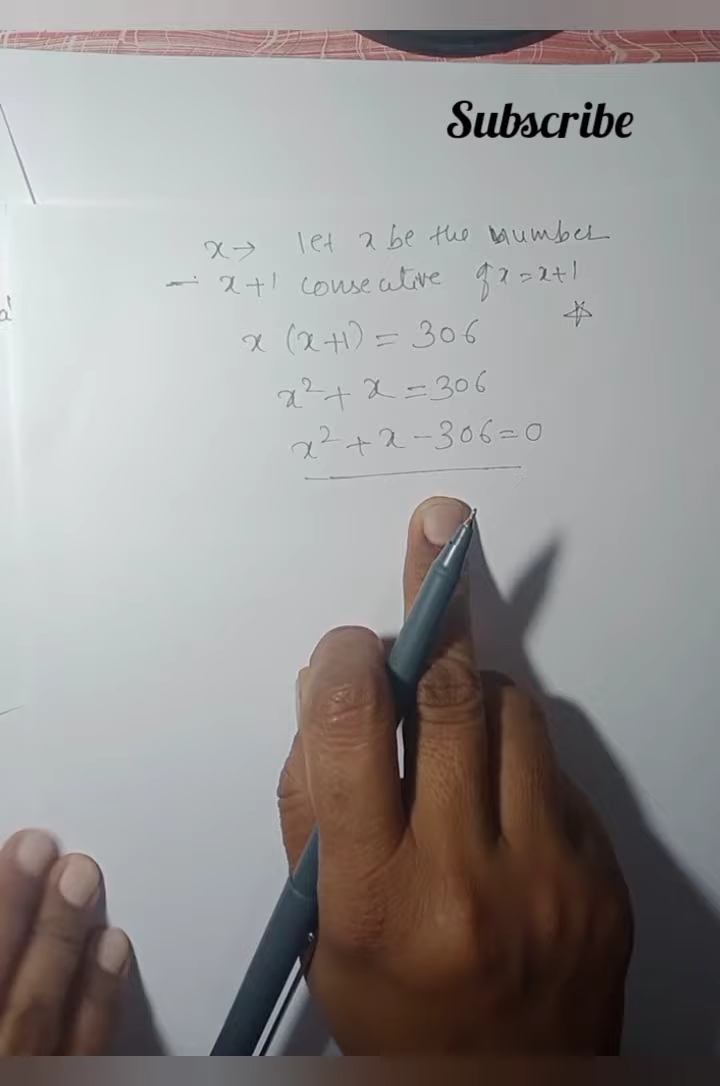 Subscribe
x → let x be the number
- x+1 consecutive of x = x+1
x (x+1) = 306
x² + x = 306
x² + x - 306 = 0